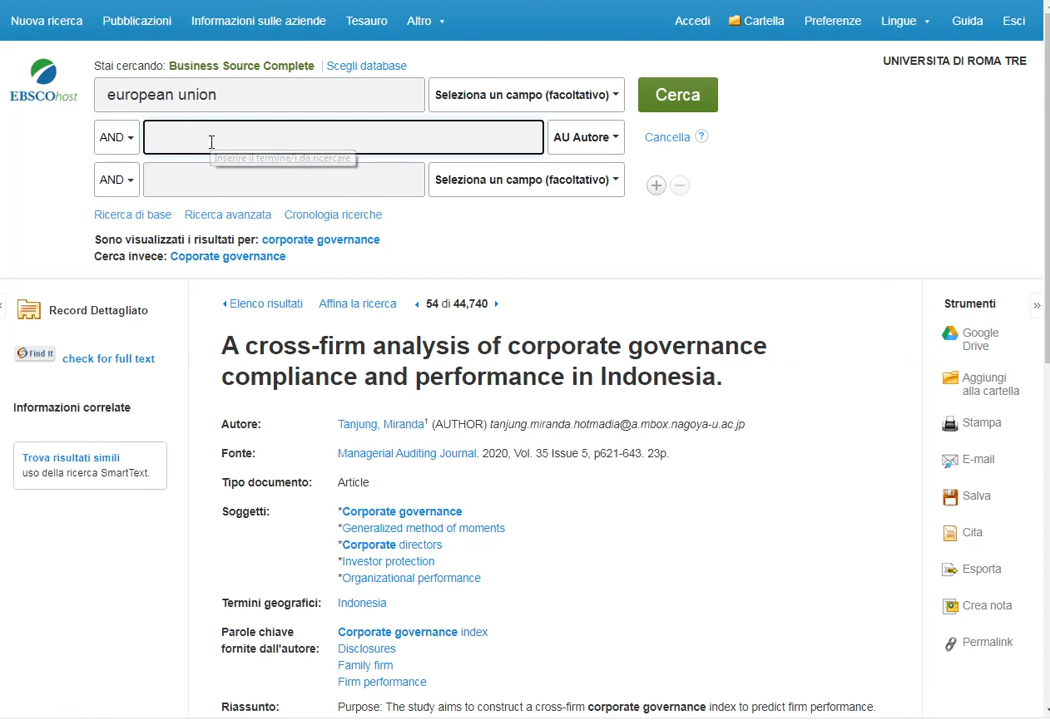 Nuova ricerca Pubblicazioni Informazioni sulle aziende Tesauro Altro Accedi Cartella Preferenze Lingue Guida Esci
Stai cercando: Business Source Complete Scegli database UNIVERSITA DI ROMA TRE
EBSCOhost
european union Seleziona un campo (facoltativo) Cerca
AND AU Autore Cancella ?
Inserire il termine/i da ricercare
AND Seleziona un campo (facoltativo)
Ricerca di base Ricerca avanzata Cronologia ricerche
Sono visualizzati i risultati per: corporate governance
Cerca invece: Coporate governance
Record Dettagliato
Find It check for full text
Informazioni correlate
Trova risultati simili
uso della ricerca SmartText.
Elenco risultati Affina la ricerca 54 di 44,740
A cross-firm analysis of corporate governance
compliance and performance in Indonesia.
Autore: Tanjung, Miranda1 (AUTHOR) tanjung.miranda.hotmadia@a.mbox.nagoya-u.ac.jp
Fonte: Managerial Auditing Journal. 2020, Vol. 35 Issue 5, p621-643. 23p.
Tipo documento: Article
Soggetti: *Corporate governance
*Generalized method of moments
*Corporate directors
*Investor protection
*Organizational performance
Termini geografici: Indonesia
Parole chiave
fornite dall'autore:
Corporate governance index
Disclosures
Family firm
Firm performance
Riassunto: Purpose: The study aims to construct a cross-firm corporate governance index to predict firm performance.
Strumenti »
Google
Drive
Aggiungi
alla cartella
Stampa
E-mail
Salva
Cita
Esporta
Crea nota
Permalink